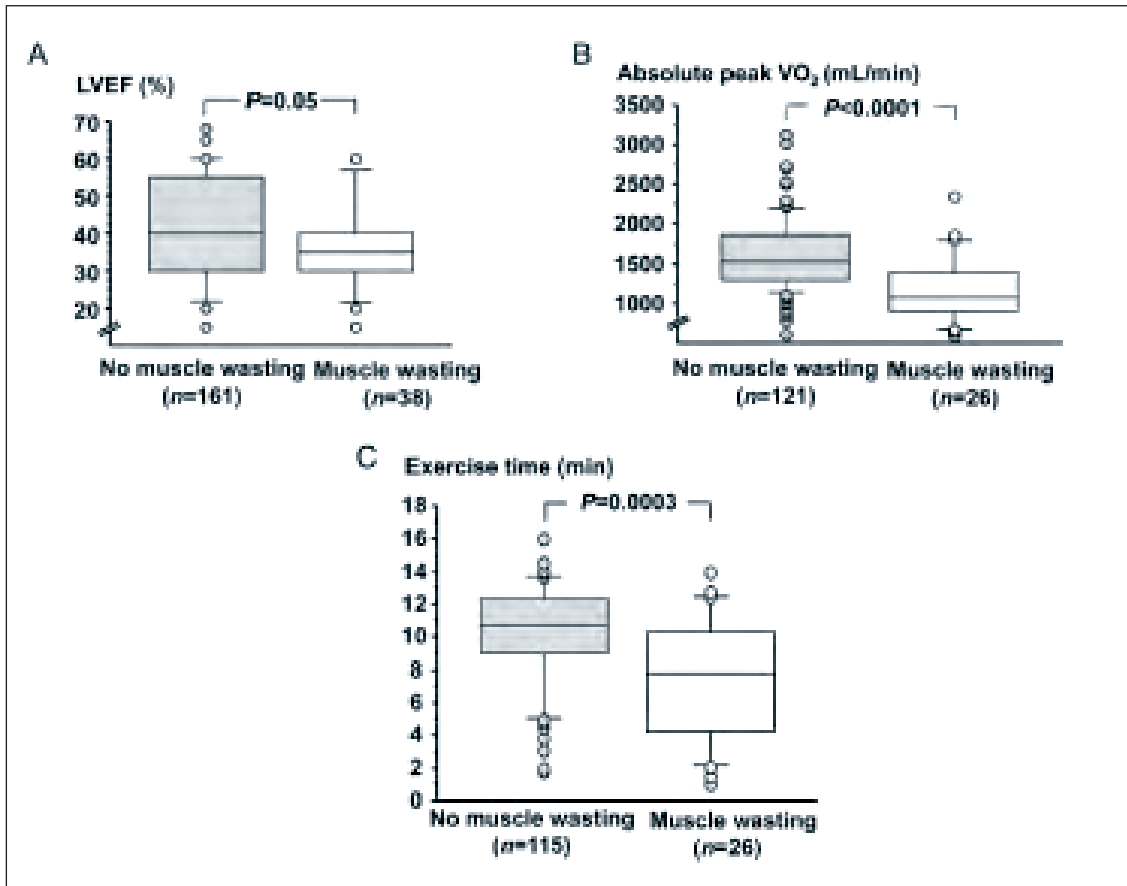 A
LVEF (%)
P=0.05
70
60
50
40
30
20
No muscle wasting
(n=161)
Muscle wasting
(n=38)
B
Absolute peak VO₂ (mL/min)
P<0.0001
3500
3000
2500
2000
1500
1000
No muscle wasting
(n=121)
Muscle wasting
(n=26)
C
Exercise time (min)
P=0.0003
18
16
14
12
10
8
6
4
2
0
No muscle wasting
(n=115)
Muscle wasting
(n=26)